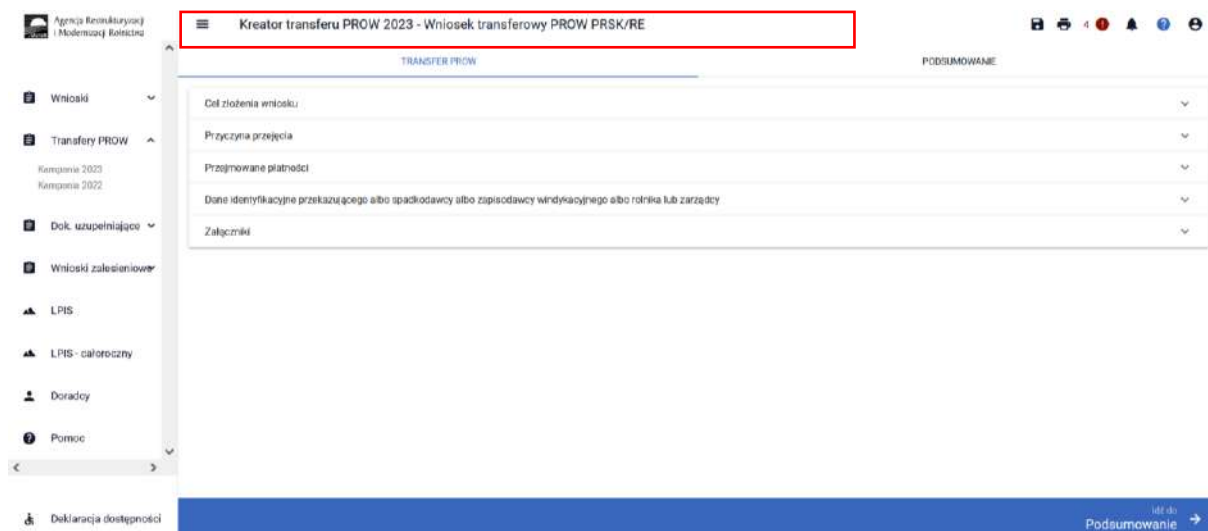 Agencja Restrukturyzacji
i Modernizacji Rolnictwa
Kreator transferu PROW 2023 - Wniosek transferowy PROW PRSK/RE
4
TRANSFER PROW
PODSUMOWANIE
Wnioski
Transfery PROW
Kampania 2023
Kampania 2022
Dok. uzupełniające
Wnioski zalesieniowe
LPIS
LPIS - całoroczny
Doradcy
Pomoc
Deklaracja dostępności
Cel złożenia wniosku
Przyczyna przejęcia
Przejmowane płatności
Dane identyfikacyjne przekazującego albo spadkodawcy albo zapisodawcy windykacyjnego albo rolnika lub zarządcy
Załączniki
Idź do
Podsumowanie